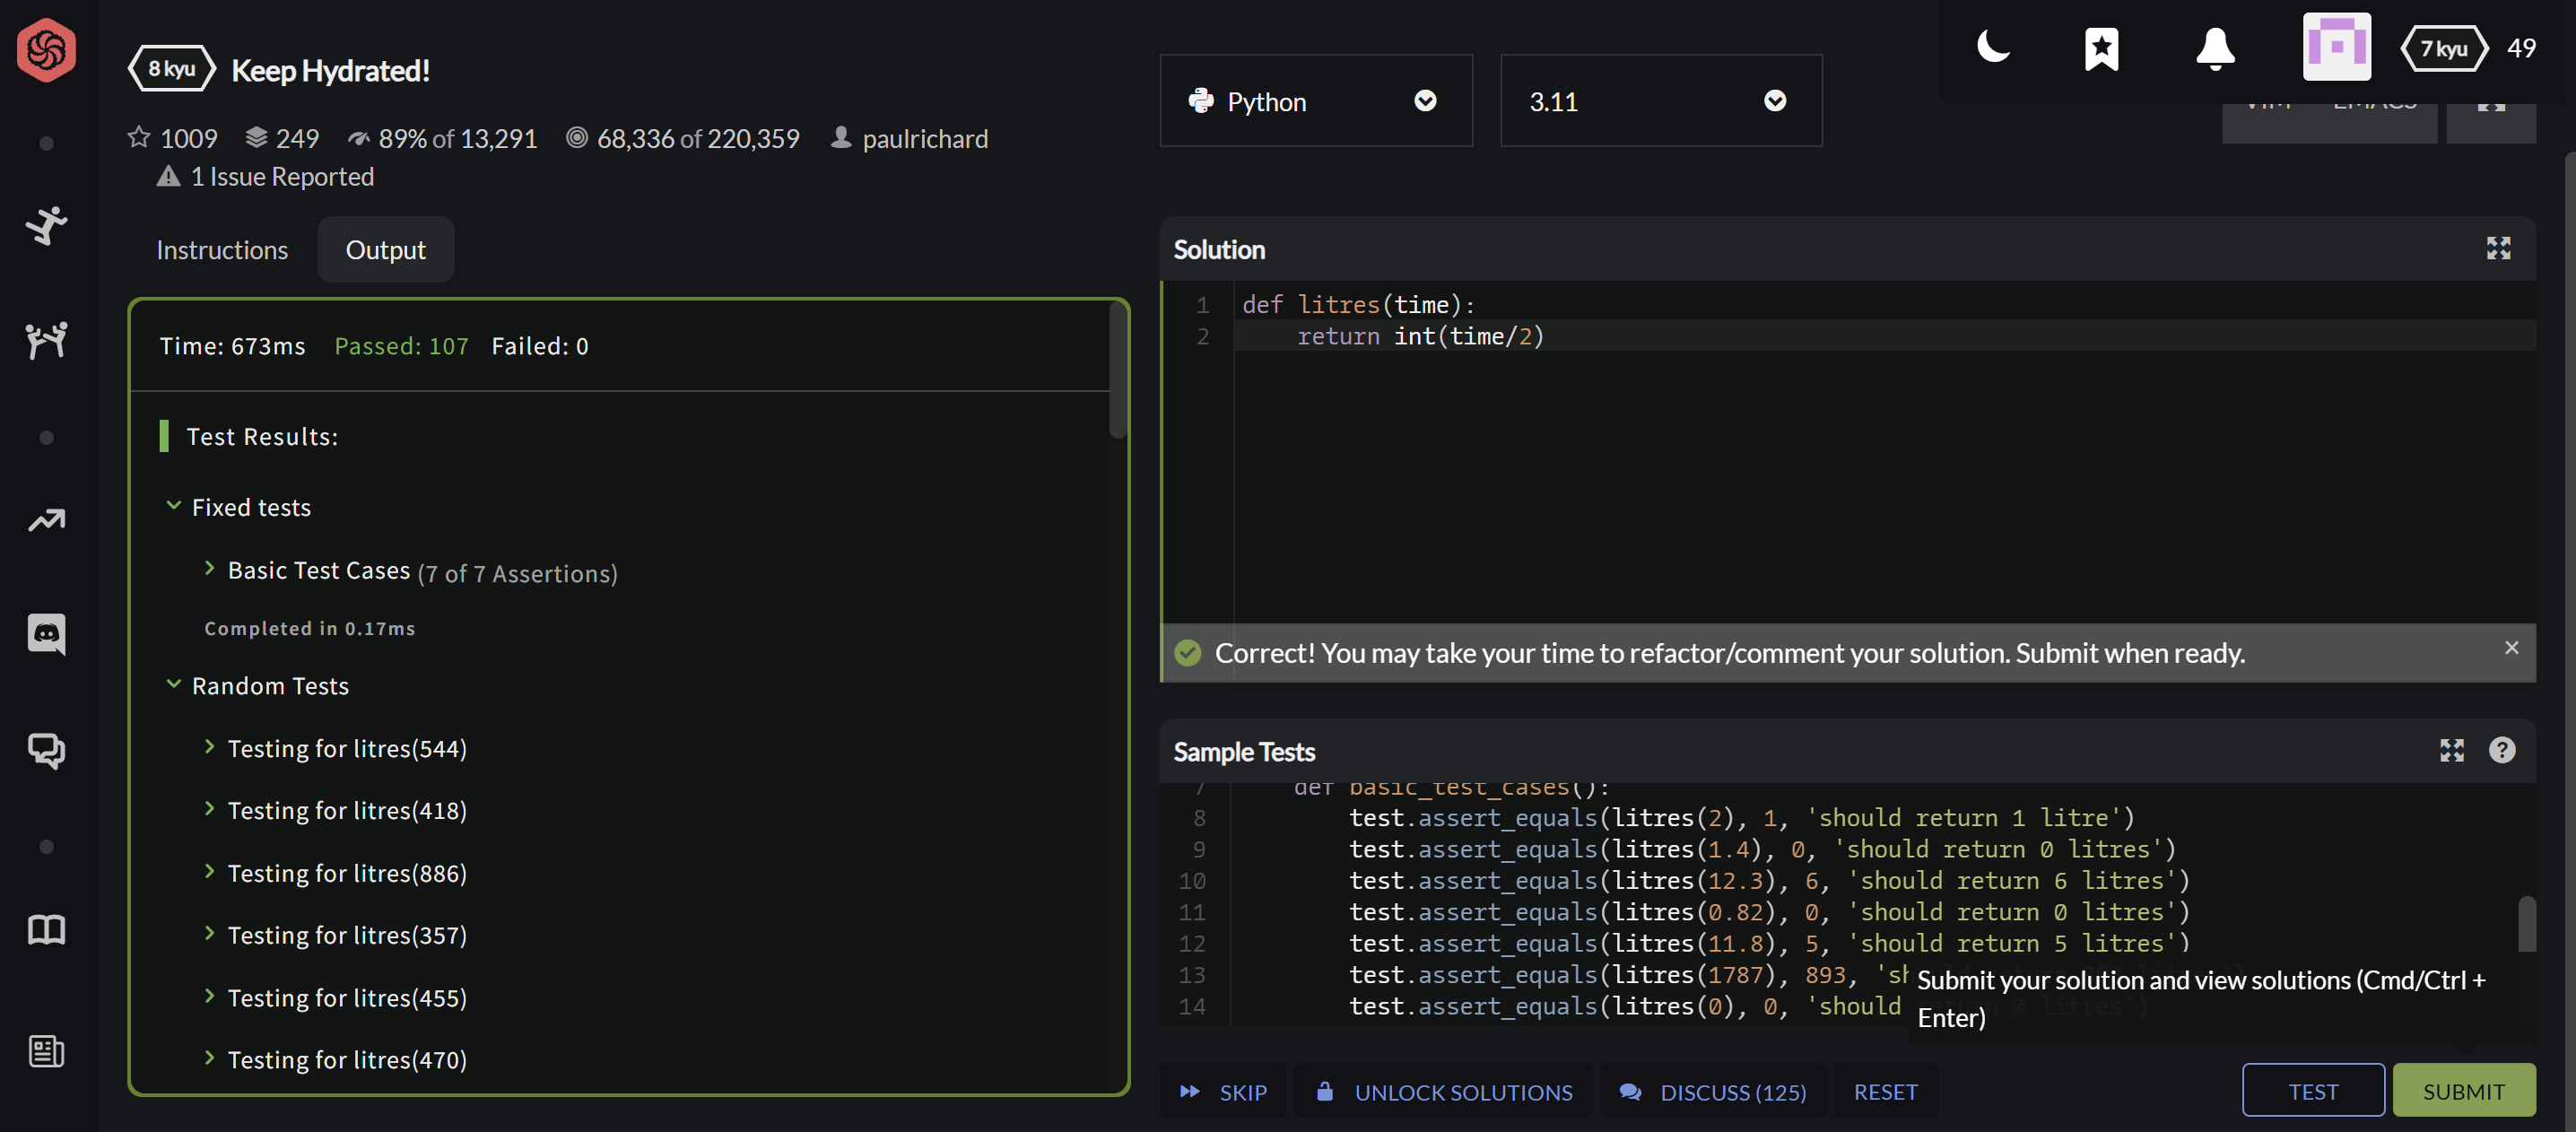 8 kyu Keep Hydrated!
1009 249 89% of 13,291 68,336 of 220,359 paulrichard
1 Issue Reported
Instructions Output
Time: 673ms Passed: 107 Failed: 0
Test Results:
Fixed tests
Basic Test Cases (7 of 7 Assertions)
Completed in 0.17ms
Random Tests
Testing for litres(544)
Testing for litres(418)
Testing for litres(886)
Testing for litres(357)
Testing for litres(455)
Testing for litres(470)
Python 3.11
7 kyu 49
VIM EMACS
Solution
1 def litres(time):
2 return int(time/2)
Correct! You may take your time to refactor/comment your solution. Submit when ready.
Sample Tests
7 def basic_test_cases():
8 test.assert_equals(litres(2), 1, 'should return 1 litre')
9 test.assert_equals(litres(1.4), 0, 'should return 0 litres')
10 test.assert_equals(litres(12.3), 6, 'should return 6 litres')
11 test.assert_equals(litres(0.82), 0, 'should return 0 litres')
12 test.assert_equals(litres(11.8), 5, 'should return 5 litres')
13 test.assert_equals(litres(1787), 893, 'sh
14 test.assert_equals(litres(0), 0, 'should 0 litres')
Submit your solution and view solutions (Cmd/Ctrl +
Enter)
SKIP UNLOCK SOLUTIONS DISCUSS (125) RESET TEST SUBMIT